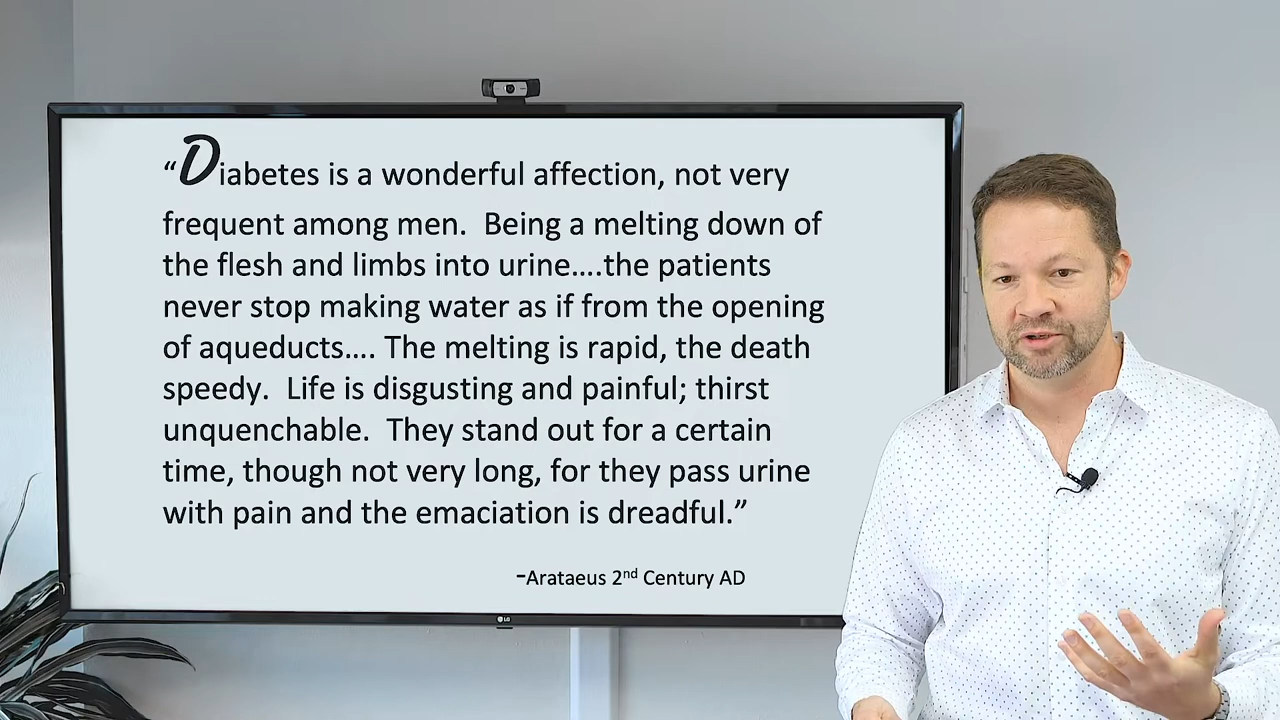 “Diabetes is a wonderful affection, not very
frequent among men.  Being a melting down of
the flesh and limbs into urine….the patients
never stop making water as if from the opening
of aqueducts…. The melting is rapid, the death
speedy.  Life is disgusting and painful; thirst
unquenchable.  They stand out for a certain
time, though not very long, for they pass urine
with pain and the emaciation is dreadful.”
-Arataeus 2nd Century AD
LG